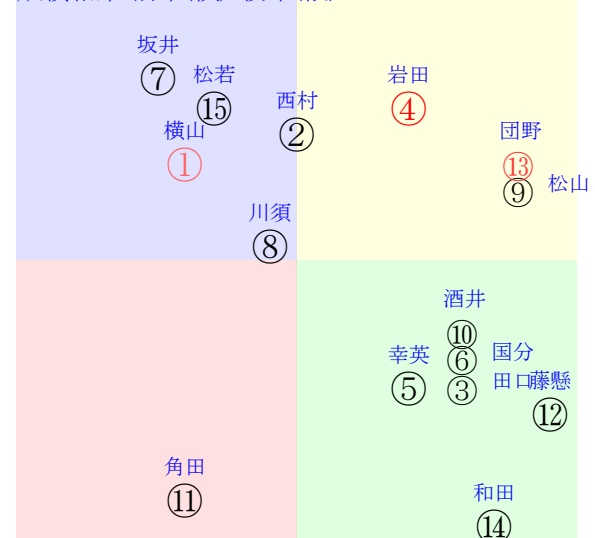 坂井
⑦
松若
⑮
西村
②
岩田
④
横山
①
団野
⑬
⑨
松山
川須
⑧
酒井
⑩
幸英
⑤
⑥
国分
③
田口
藤懸
⑫
角田
⑪
和田
⑭